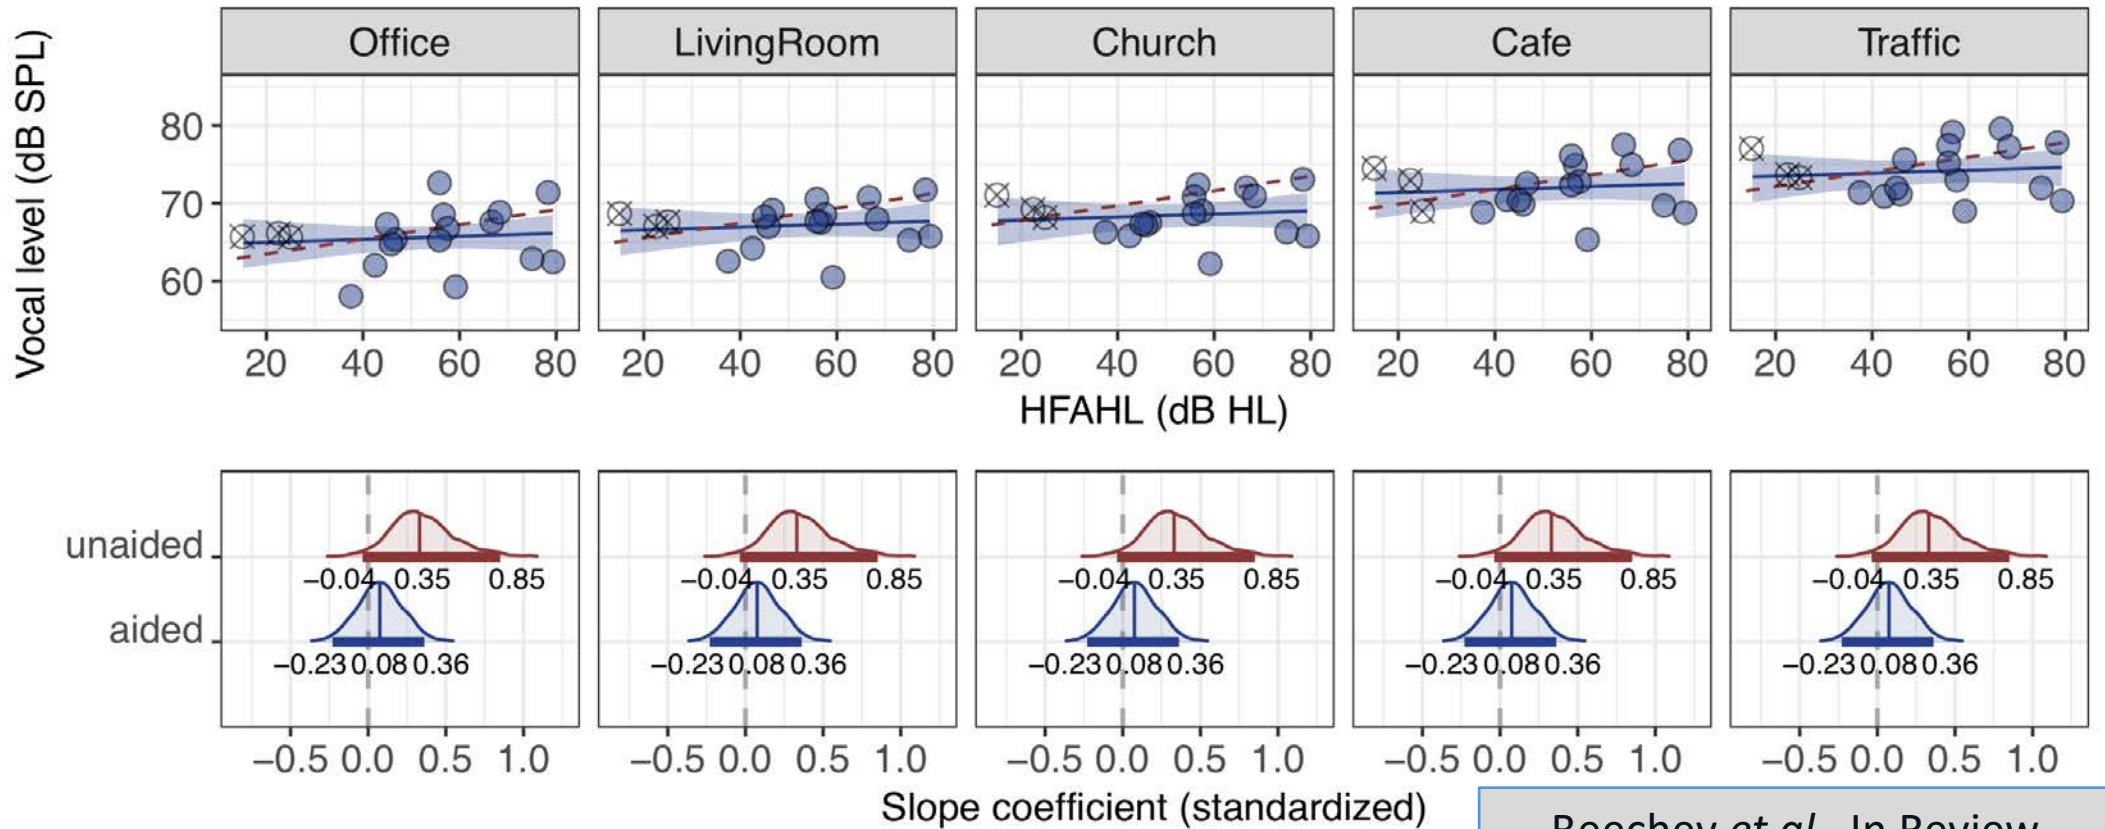 Office LivingRoom Church Cafe Traffic
Vocal level (dB SPL)
80
70
60
20 40 60 80 20 40 60 80 20 40 60 80 20 40 60 80 20 40 60 80
HFAHL (dB HL)
unaided
−0.04 0.35 0.85 −0.04 0.35 0.85 −0.04 0.35 0.85 −0.04 0.35 0.85 −0.04 0.35 0.85
aided
−0.23 0.08 0.36 −0.23 0.08 0.36 −0.23 0.08 0.36 −0.23 0.08 0.36 −0.23 0.08 0.36
−0.5 0.0 0.5 1.0 −0.5 0.0 0.5 1.0 −0.5 0.0 0.5 1.0 −0.5 0.0 0.5 1.0 −0.5 0.0 0.5 1.0
Slope coefficient (standardized)
Beechey et al., In Review